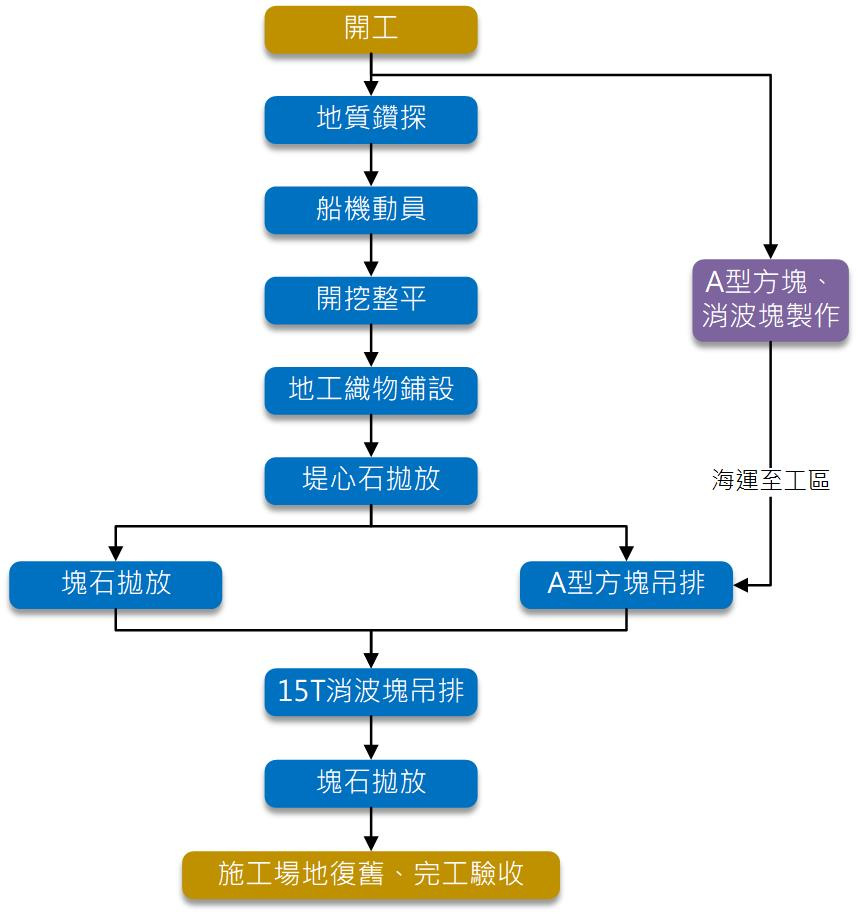 開工
地質鑽探
船機動員
開挖整平
A型方塊、
消波塊製作
地工織物鋪設
堤心石拋放
海運至工區
塊石拋放
A型方塊吊排
15T消波塊吊排
塊石拋放
施工場地復舊、完工驗收